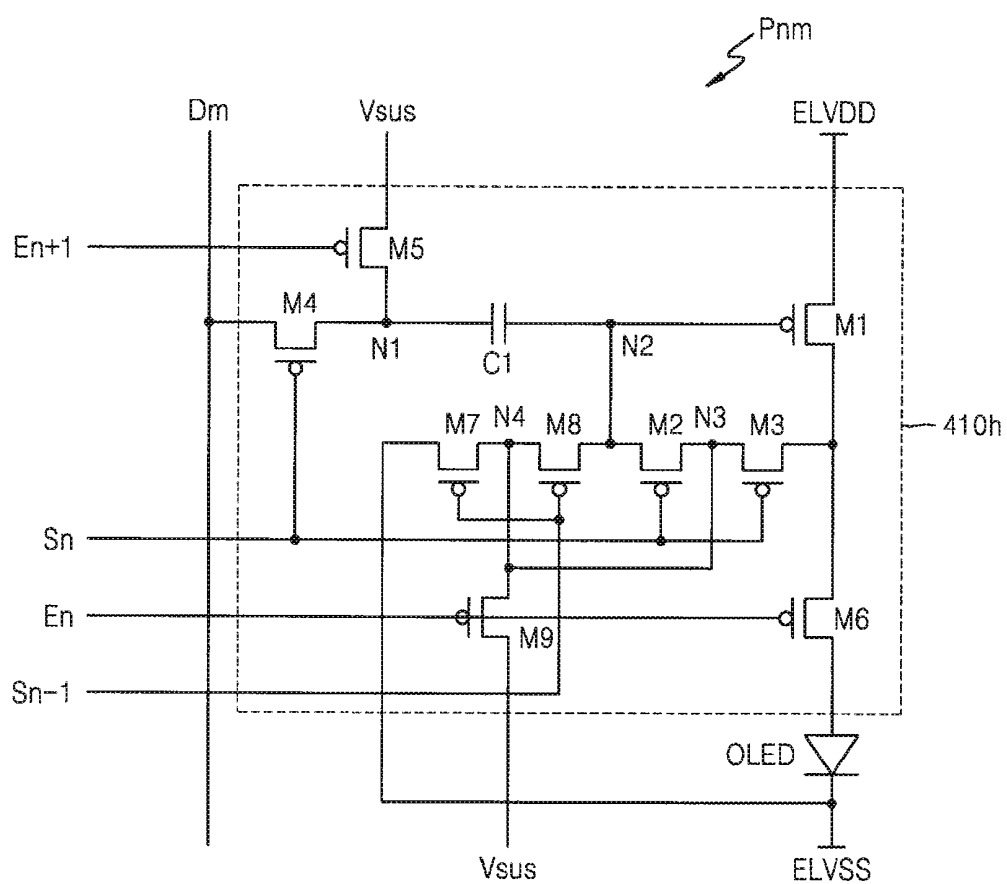 Pnm
Dm
Vsus
ELVDD
En+1
M5
M4
N1
C1
N2
M1
M7
N4
M8
M2
N3
M3
410h
Sn
En
M9
M6
Sn-1
OLED
Vsus
ELVSS